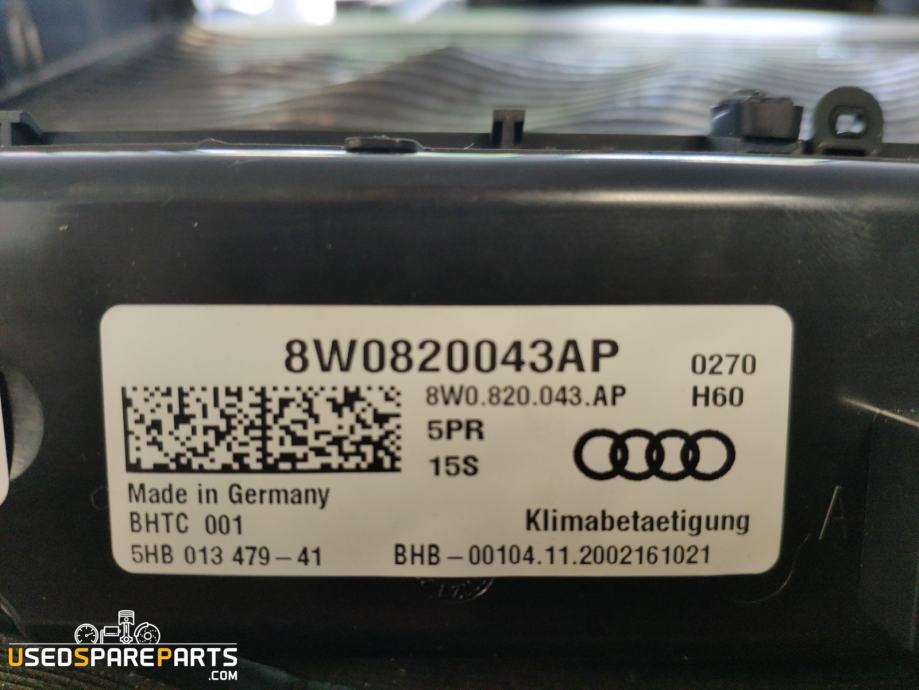 8W0820043AP 0270
8W0.820.043.AP H60
5PR
15S
Made in Germany
BHTC 001
Klimabetaetigung
5HB 013 479-41 BHB-00104.11.2002161021
A
USEDSPAREPARTS
.COM